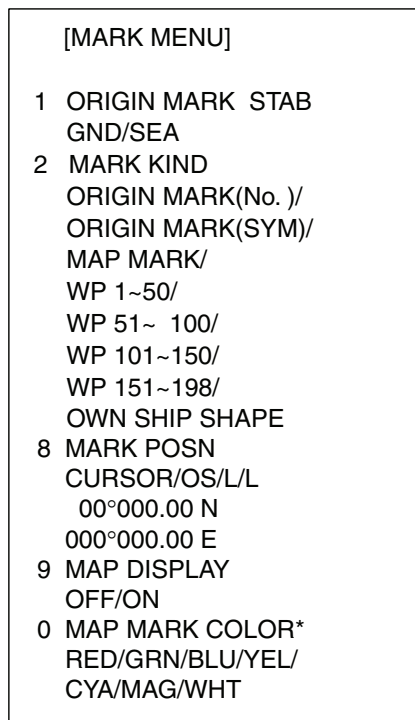 [MARK MENU]
1 ORIGIN MARK STAB
GND/SEA
2 MARK KIND
ORIGIN MARK(No. )/
ORIGIN MARK(SYM)/
MAP MARK/
WP 1~50/
WP 51~ 100/
WP 101~150/
WP 151~198/
OWN SHIP SHAPE
8 MARK POSN
CURSOR/OS/L/L
00°000.00 N
000°000.00 E
9 MAP DISPLAY
OFF/ON
0 MAP MARK COLOR*
RED/GRN/BLU/YEL/
CYA/MAG/WHT